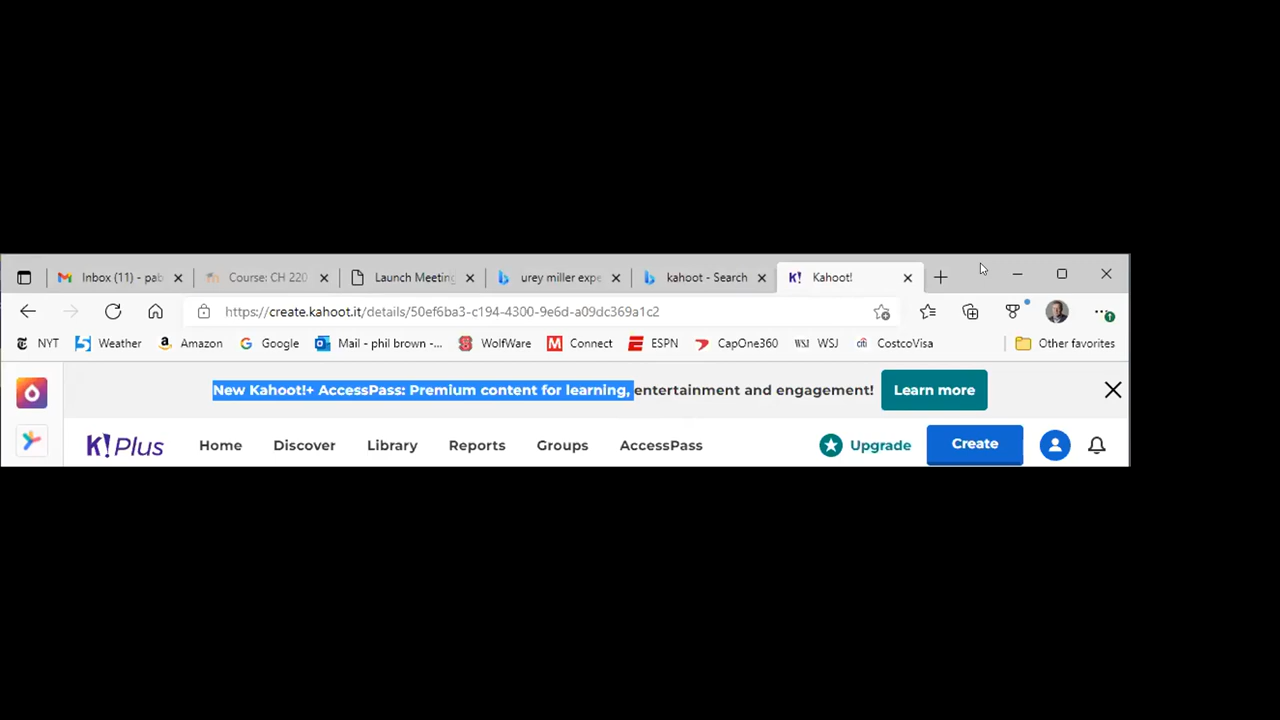 Inbox (11) - pab
Course: CH 220
Launch Meeting
urey miller expe
kahoot - Search
K! Kahoot!
https://create.kahoot.it/details/50ef6ba3-c194-4300-9e6d-a09dc369a1c2
NYT Weather Amazon Google Mail - phil brown -... WolfWare Connect ESPN CapOne360 WSJ WSJ CostcoVisa Other favorites
New Kahoot!+ AccessPass: Premium content for learning, entertainment and engagement! Learn more
K! Plus Home Discover Library Reports Groups AccessPass Upgrade Create